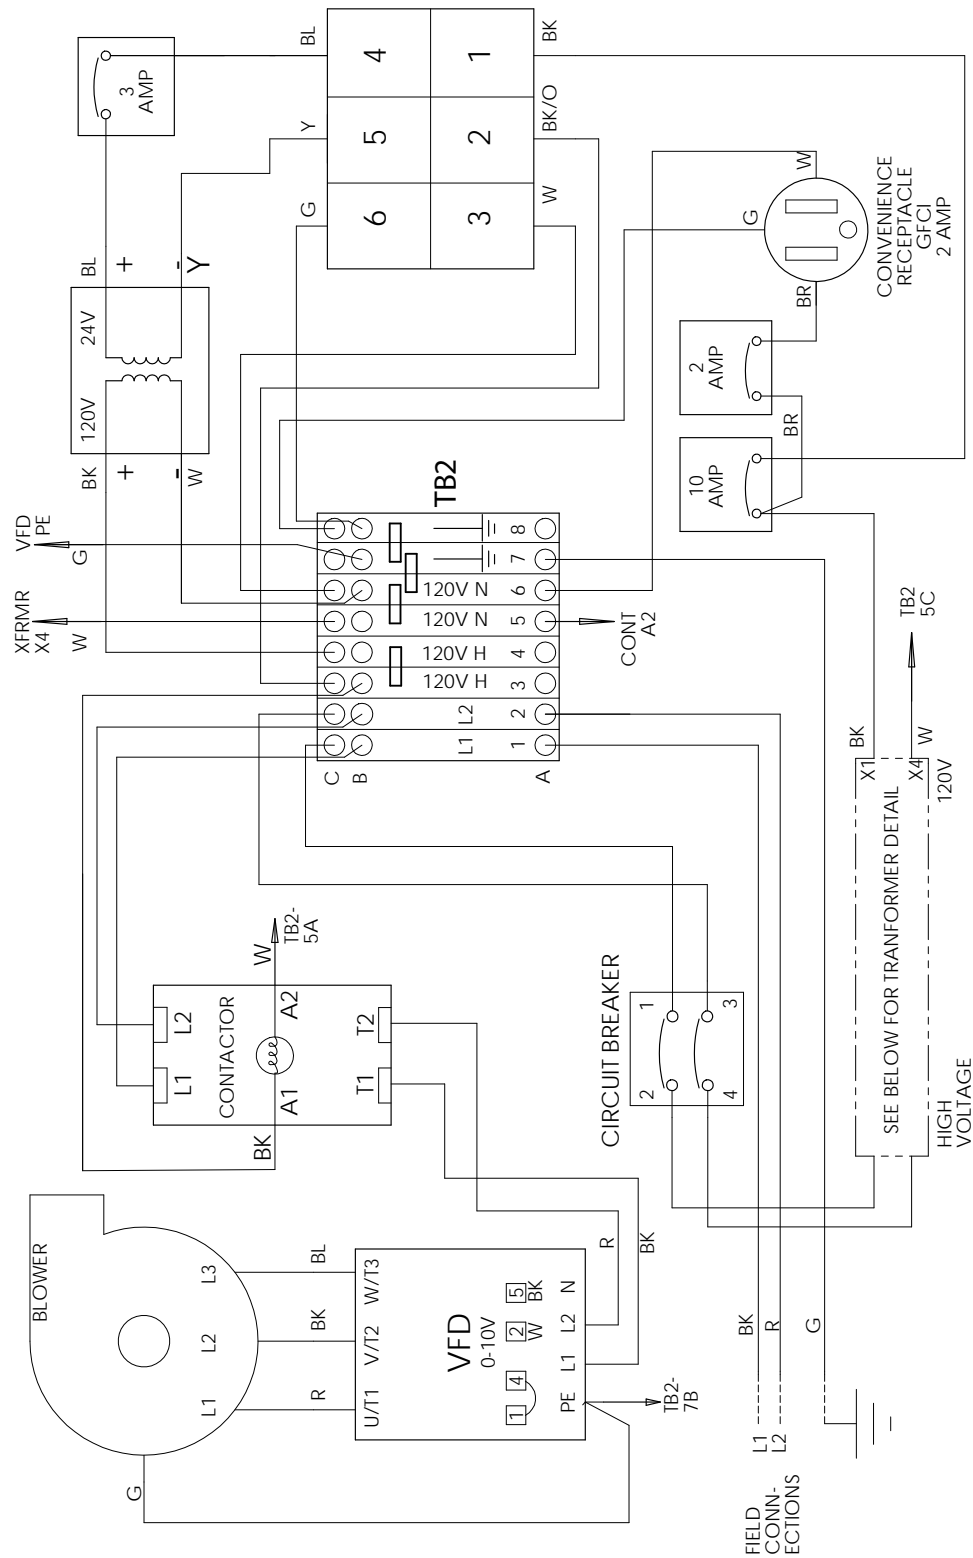 BLOWER
L1
L2
L3
G
R
BK
BL
U/T1
V/T2
W/T3
VFD
0-10V
1
4
2
W
5
BK
PE
L1
L2
N
R
BK
TB2-
7B
L1
L2
CONTACTOR
A1
A2
T1
T2
BK
W
TB2-
5A
CIRCUIT BREAKER
2
1
4
3
FIELD
CONN-
ECTIONS
L1
L2
BK
R
G
HIGH
VOLTAGE
SEE BELOW FOR TRANFORMER DETAIL
X1
X4
120V
BK
W
TB2
5C
XFRMR
X4
W
VFD
PE
G
C
B
A
L1
L2
120V H
120V H
120V N
120V N
1
2
3
4
5
6
7
8
TB2
CONT
A2
BK
+
-
W
120V
24V
BL
+
-
Y
3
AMP
BL
Y
G
4
5
6
1
2
3
BK
BK/O
W
10
AMP
2
AMP
BR
BR
G
W
CONVENIENCE
RECEPTACLE
GFCI
2 AMP